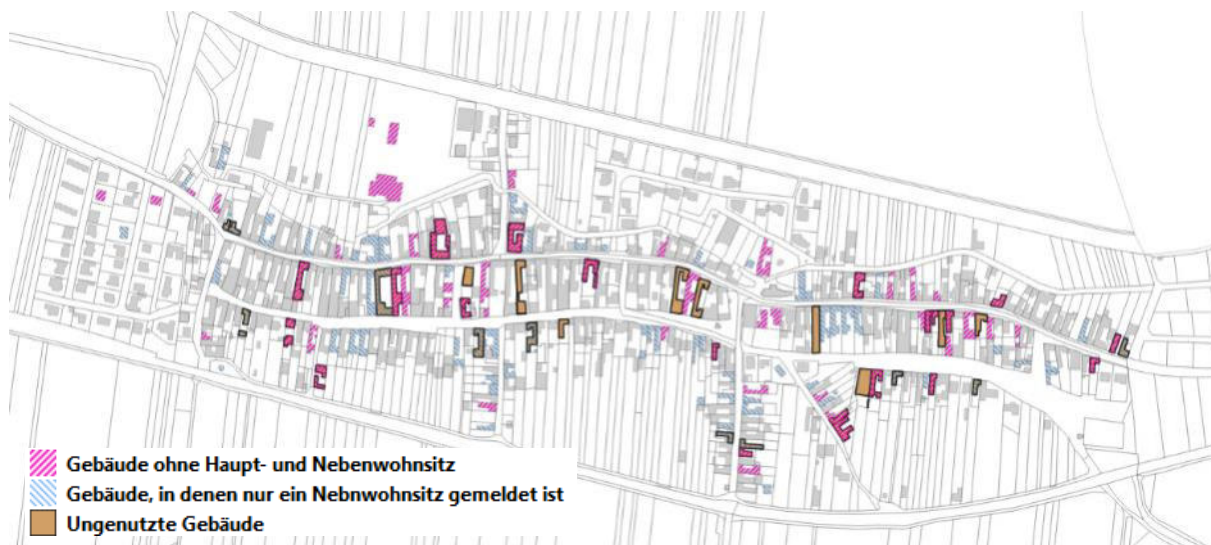 Gebäude ohne Haupt- und Nebenwohnsitz
Gebäude, in denen nur ein Nebnwohnsitz gemeldet ist
Ungenutzte Gebäude